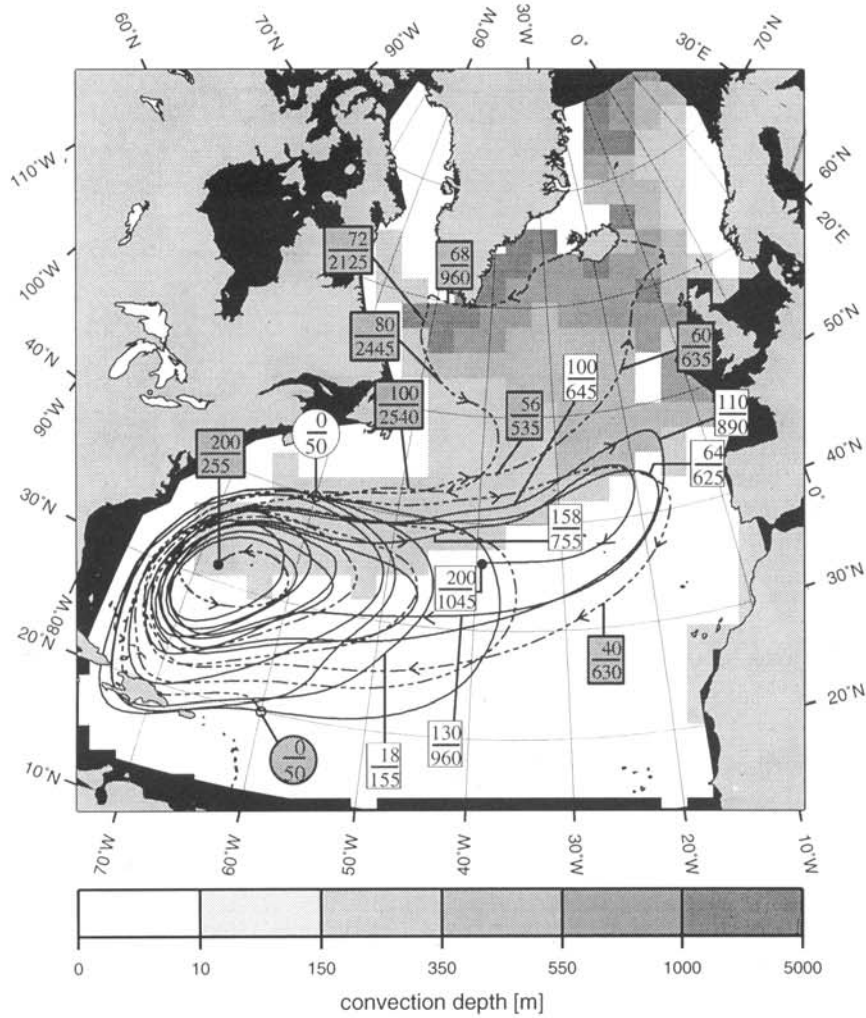 60°N
70°N
90°W
60°W
30°W
0°
30°E
70°N
110°W
100°W
40°N
90°W
30°N
80°W
20°N
10°N
60°N
20°E
50°N
40°N
0°
30°N
20°N
72
2125
68
960
80
2445
60
635
100
2540
0
50
56
535
100
645
110
890
200
255
64
625
158
755
200
1045
40
630
0
50
18
155
130
960
70°W
60°W
50°W
40°W
30°W
20°W
10°W
0
10
150
350
550
1000
5000
convection depth [m]